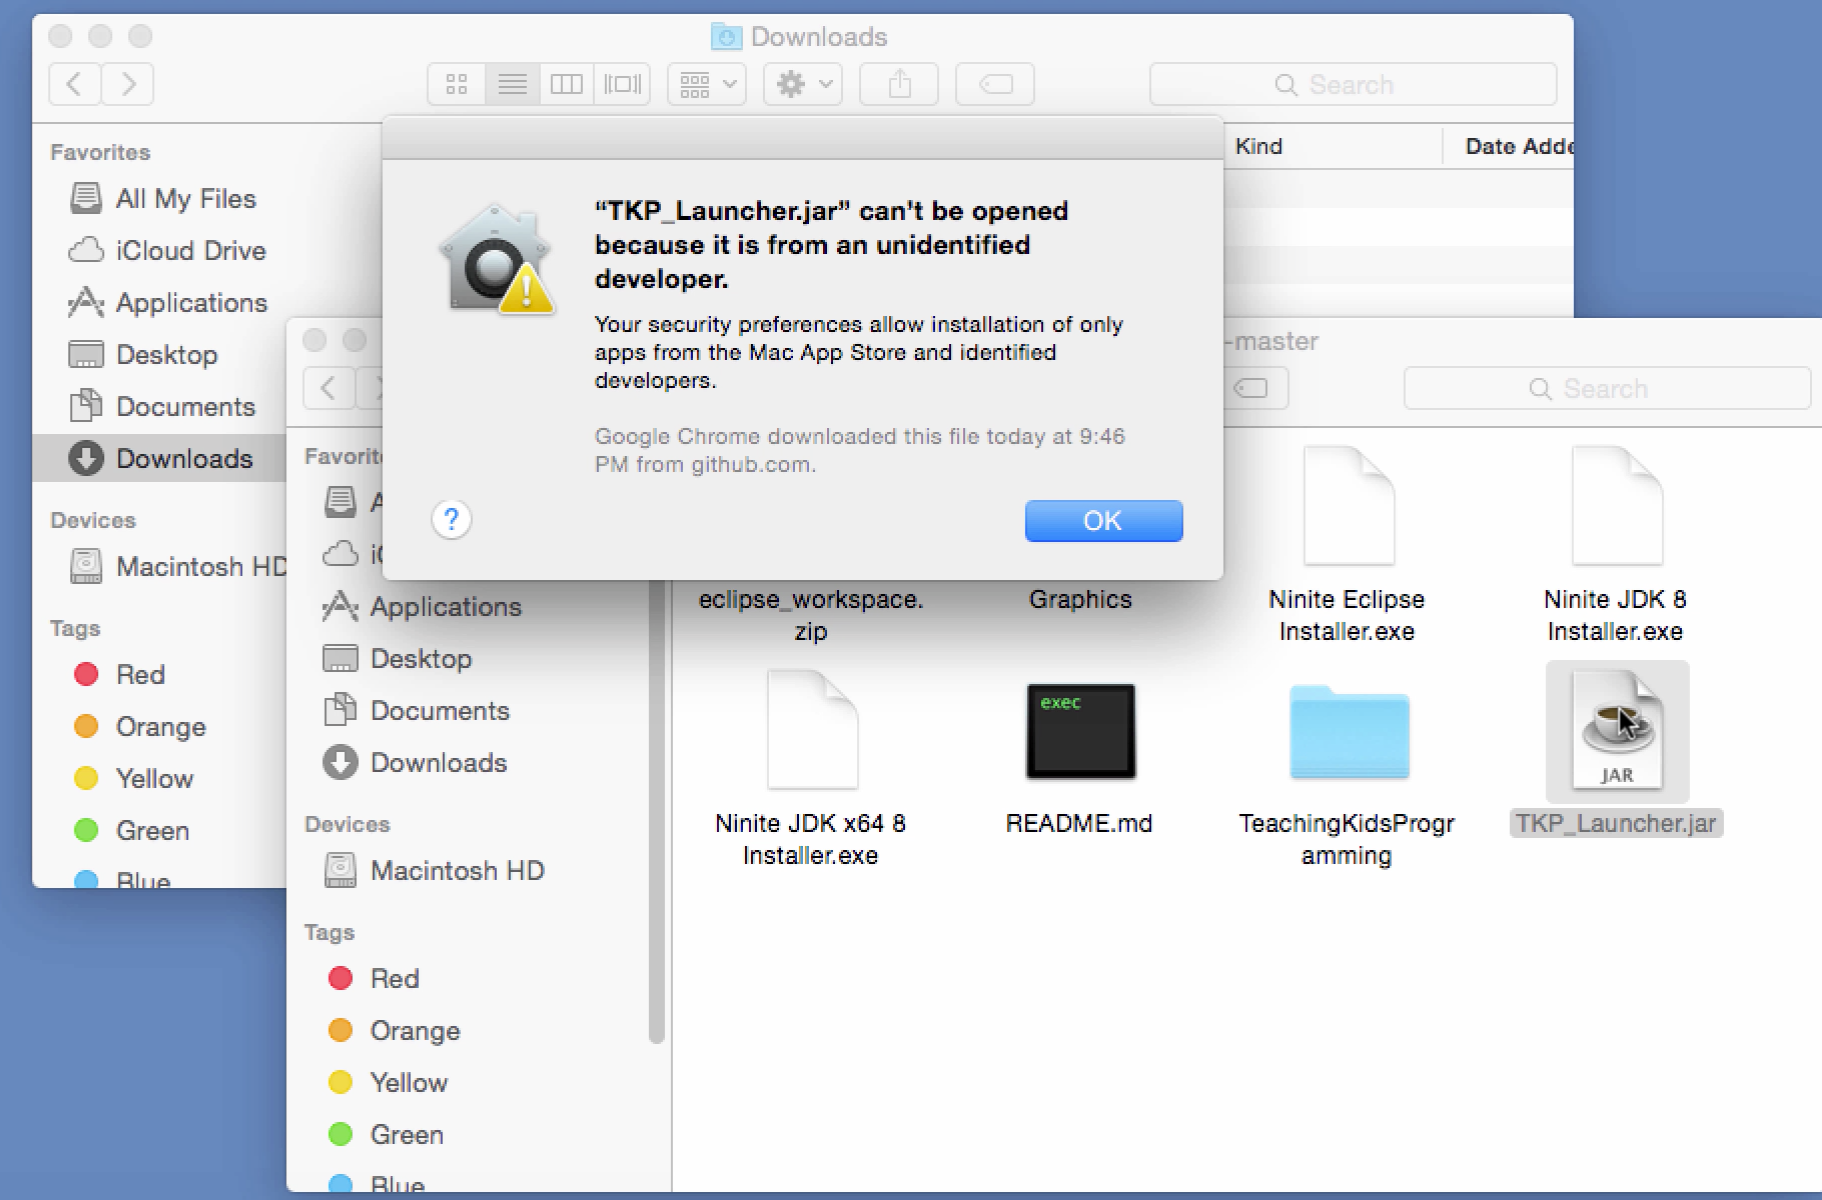 Downloads
Search
Favorites
All My Files
iCloud Drive
Applications
Desktop
Documents
Downloads
Devices
Macintosh HD
Tags
Red
Orange
Yellow
Green
Blue
Kind
Date Adde
“TKP_Launcher.jar” can’t be opened
because it is from an unidentified
developer.
Your security preferences allow installation of only
apps from the Mac App Store and identified
developers.
Google Chrome downloaded this file today at 9:46
PM from github.com.
?
OK
-master
Search
Favorit
A
iC
Applications
Desktop
Documents
Downloads
Devices
Macintosh HD
Tags
Red
Orange
Yellow
Green
Blue
eclipse_workspace.
zip
Graphics
Ninite Eclipse
Installer.exe
Ninite JDK 8
Installer.exe
Ninite JDK x64 8
Installer.exe
exec
README.md
TeachingKidsProgr
amming
JAR
TKP_Launcher.jar